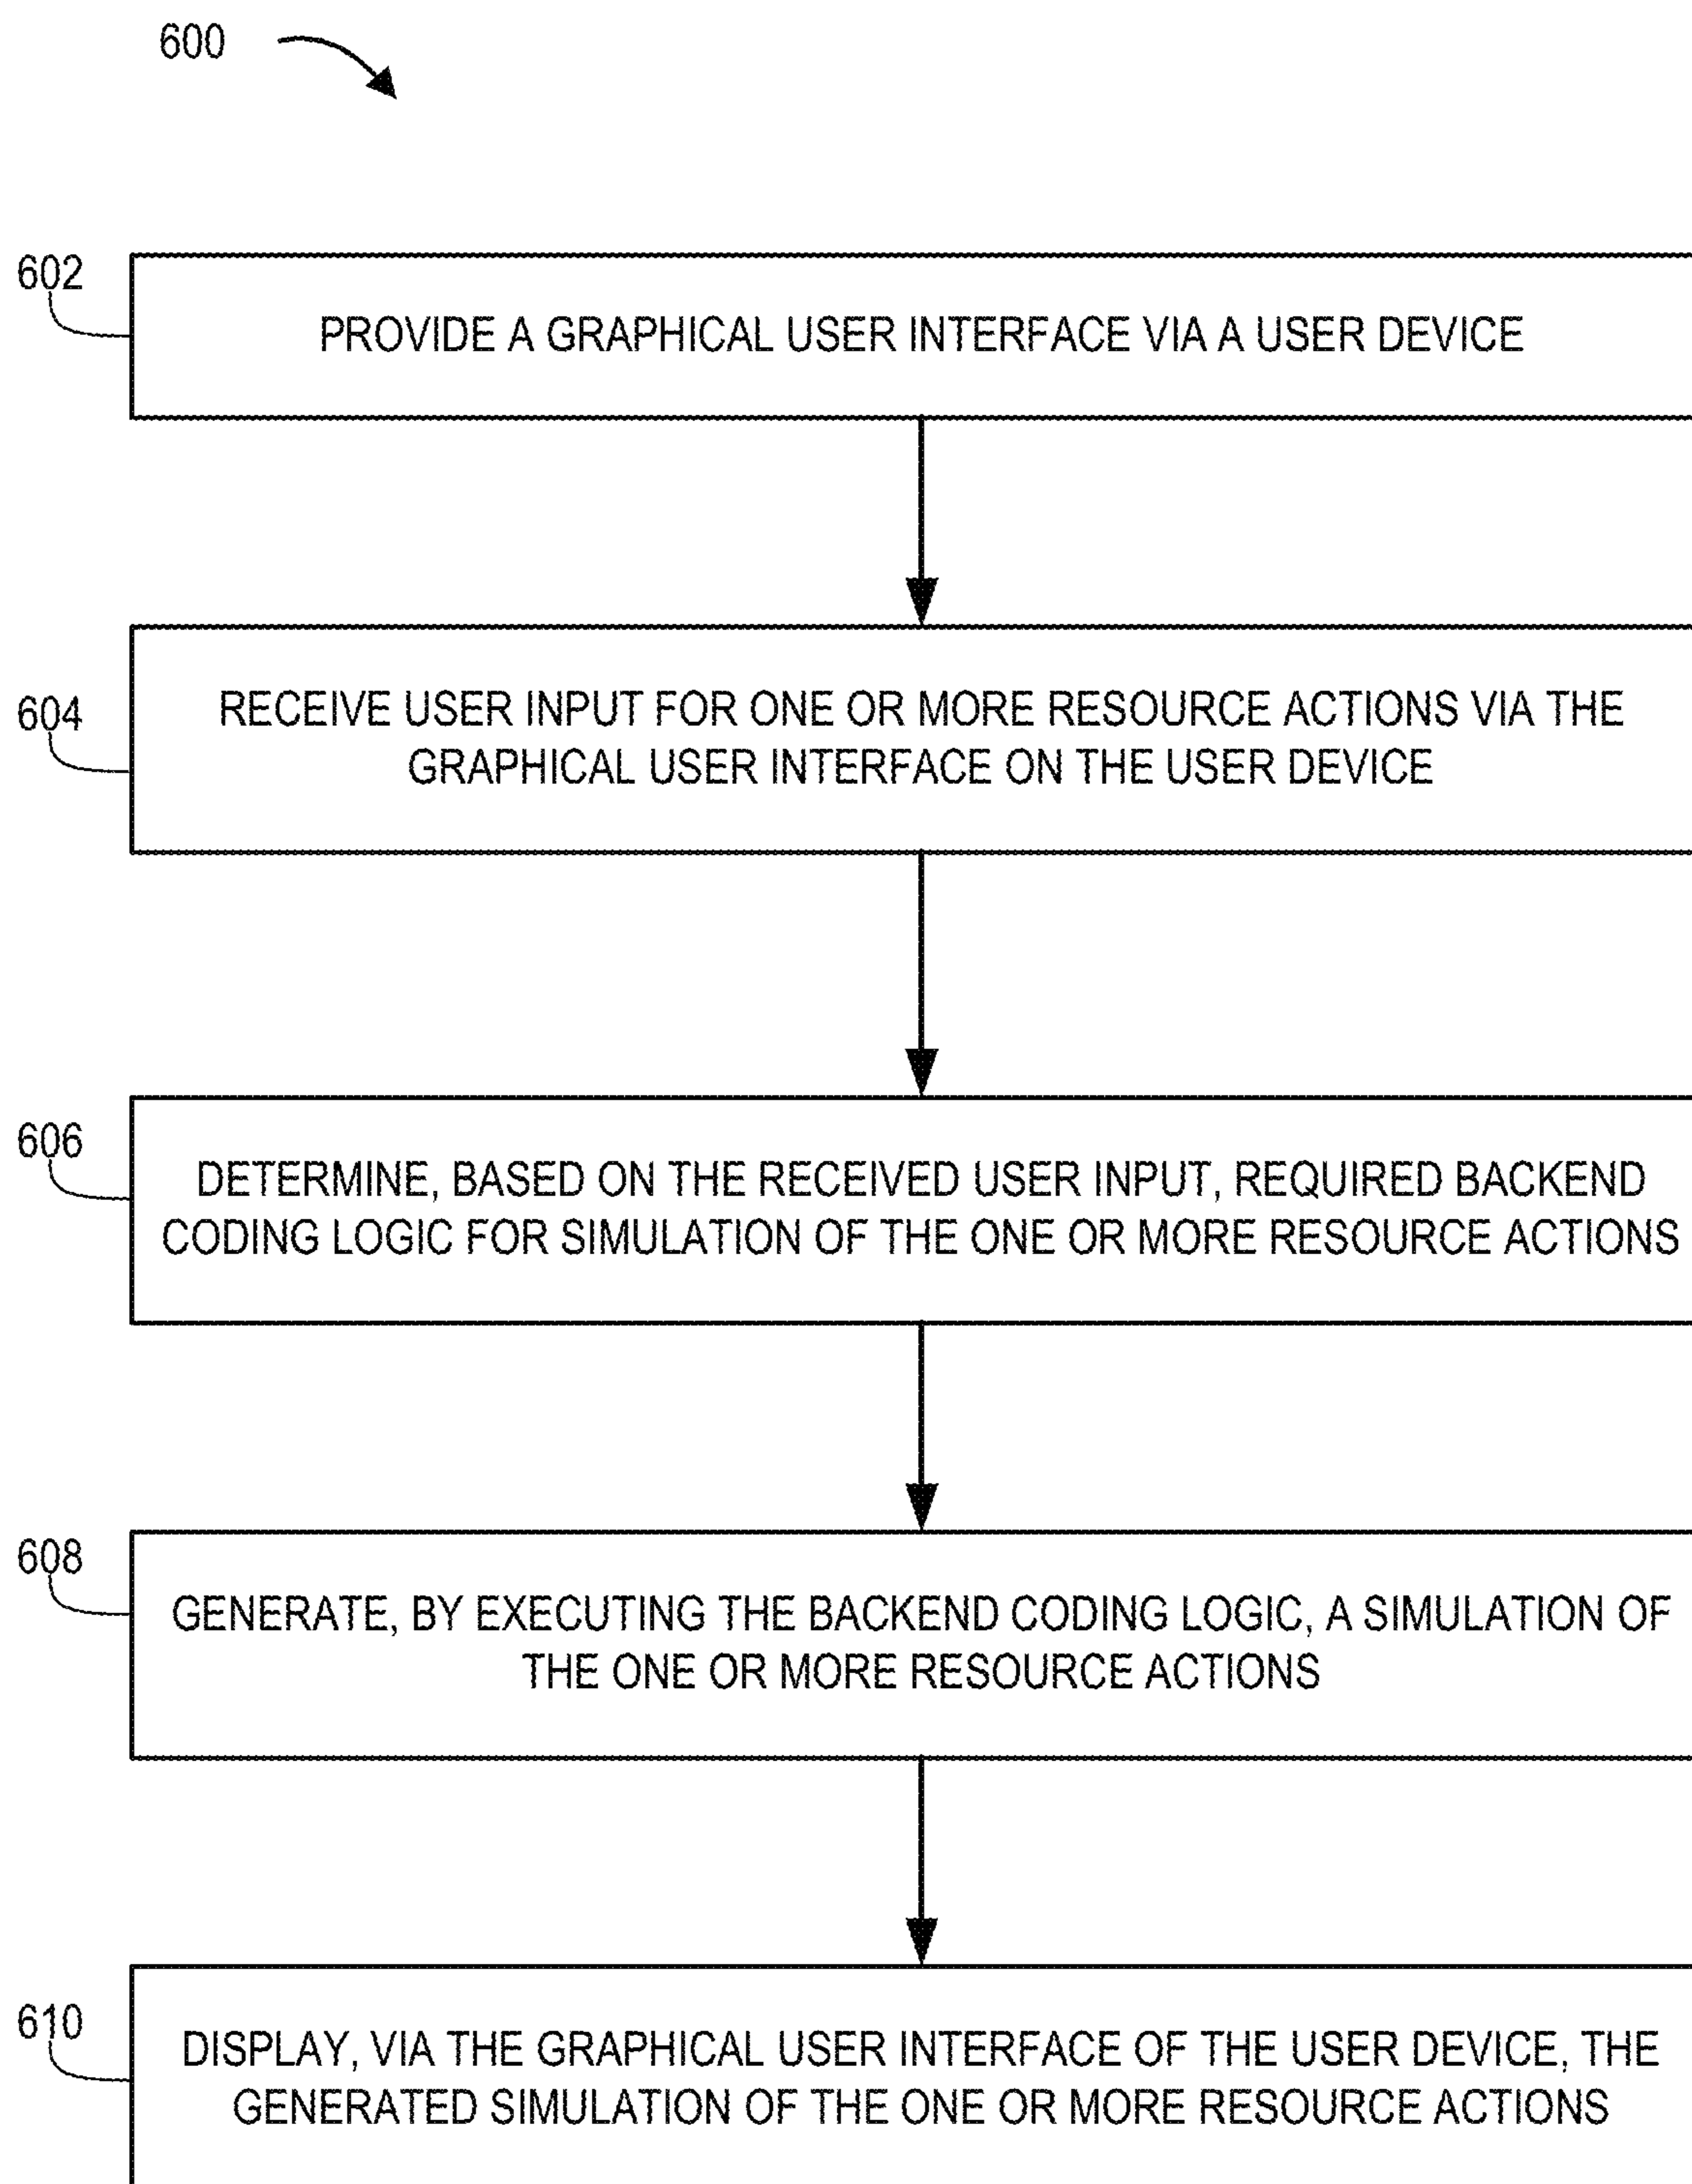 600
602
PROVIDE A GRAPHICAL USER INTERFACE VIA A USER DEVICE
604
RECEIVE USER INPUT FOR ONE OR MORE RESOURCE ACTIONS VIA THE
GRAPHICAL USER INTERFACE ON THE USER DEVICE
606
DETERMINE, BASED ON THE RECEIVED USER INPUT, REQUIRED BACKEND
CODING LOGIC FOR SIMULATION OF THE ONE OR MORE RESOURCE ACTIONS
608
GENERATE, BY EXECUTING THE BACKEND CODING LOGIC, A SIMULATION OF
THE ONE OR MORE RESOURCE ACTIONS
610
DISPLAY, VIA THE GRAPHICAL USER INTERFACE OF THE USER DEVICE, THE
GENERATED SIMULATION OF THE ONE OR MORE RESOURCE ACTIONS